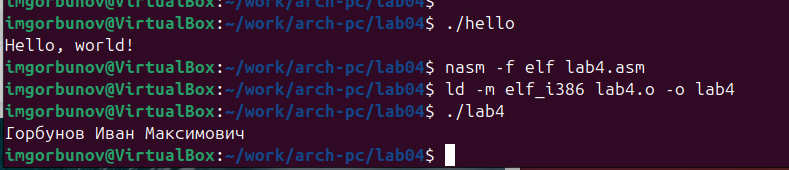 imgorbunov@VirtualBox:~/work/arch-pc/lab04$
imgorbunov@VirtualBox:~/work/arch-pc/lab04$ ./hello
Hello, world!
imgorbunov@VirtualBox:~/work/arch-pc/lab04$ nasm -f elf lab4.asm
imgorbunov@VirtualBox:~/work/arch-pc/lab04$ ld -m elf_i386 lab4.o -o lab4
imgorbunov@VirtualBox:~/work/arch-pc/lab04$ ./lab4
Горбунов Иван Максимович
imgorbunov@VirtualBox:~/work/arch-pc/lab04$